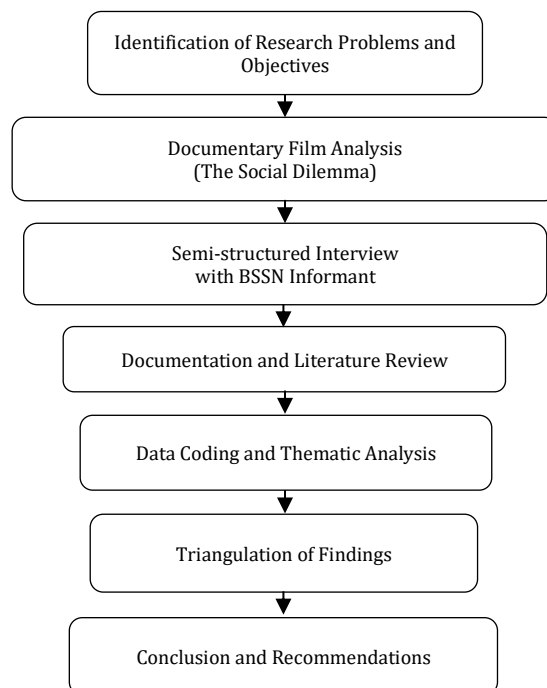 Identification of Research Problems and
Objectives
Documentary Film Analysis
(The Social Dilemma)
Semi-structured Interview
with BSSN Informant
Documentation and Literature Review
Data Coding and Thematic Analysis
Triangulation of Findings
Conclusion and Recommendations